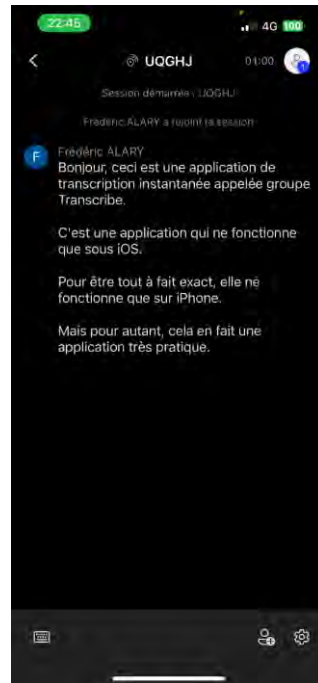 22:45
4G 100
UQGHJ
01:00
Session démarrée : UQGHJ
Frédéric ALARY a rejoint la session
F
Frédéric ALARY
Bonjour, ceci est une application de
transcription instantanée appelée groupe
Transcribe.
C'est une application qui ne fonctionne
que sous iOS.
Pour être tout à fait exact, elle ne
fonctionne que sur iPhone.
Mais pour autant, cela en fait une
application très pratique.